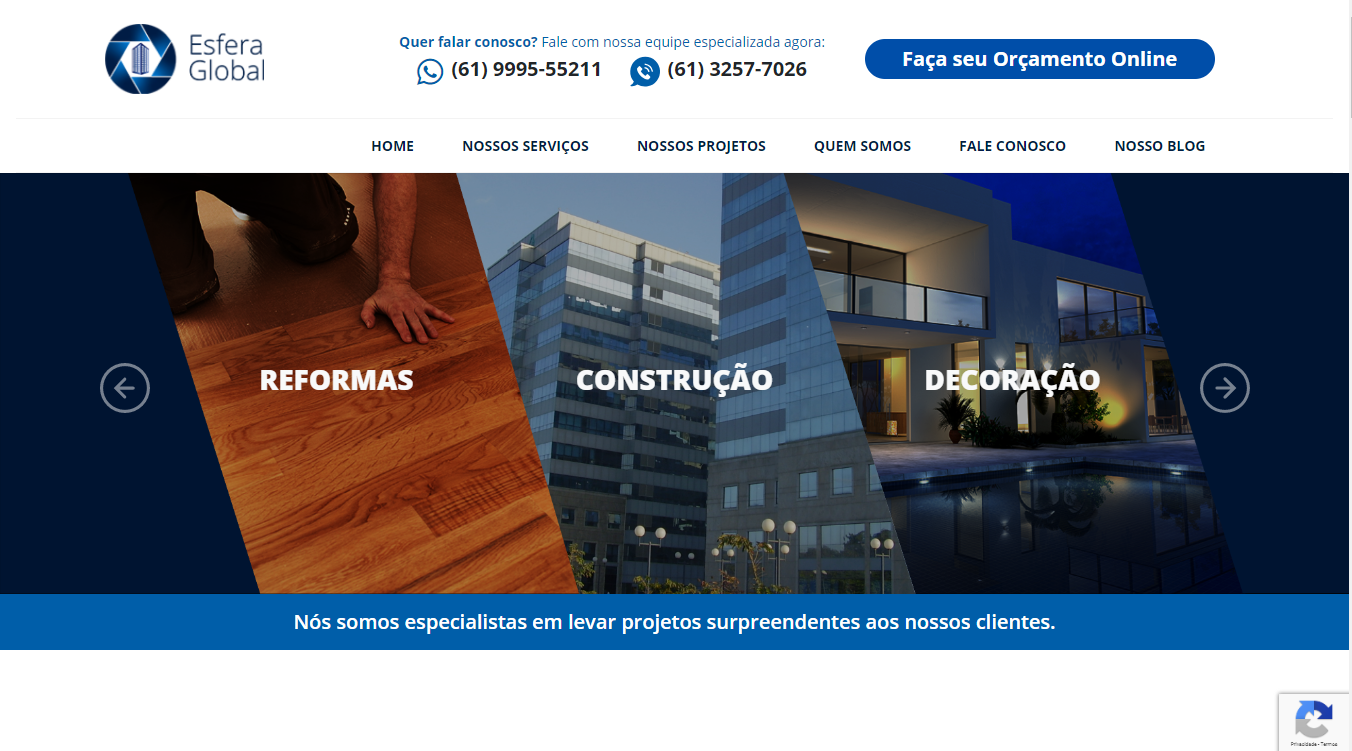 Esfera
Global
Quer falar conosco? Fale com nossa equipe especializada agora:
(61) 9995-55211 (61) 3257-7026
Faça seu Orçamento Online
HOME NOSSOS SERVIÇOS NOSSOS PROJETOS QUEM SOMOS FALE CONOSCO NOSSO BLOG
REFORMAS CONSTRUÇÃO DECORAÇÃO
Nós somos especialistas em levar projetos surpreendentes aos nossos clientes.
Privacidade - Termos